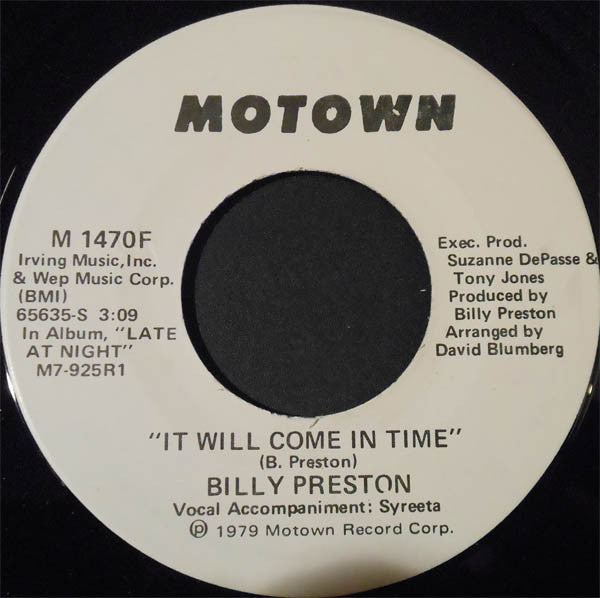 MOTOWN
M 1470F
Irving Music,Inc.
& Wep Music Corp.
(BMI)
65635-S 3:09
In Album, "LATE
AT NIGHT"
M7-925R1
Exec. Prod.
Suzanne DePasse &
Tony Jones
Produced by
Billy Preston
Arranged by
David Blumberg
"IT WILL COME IN TIME"
(B. Preston)
BILLY PRESTON
Vocal Accompaniment: Syreeta
℗ 1979 Motown Record Corp.